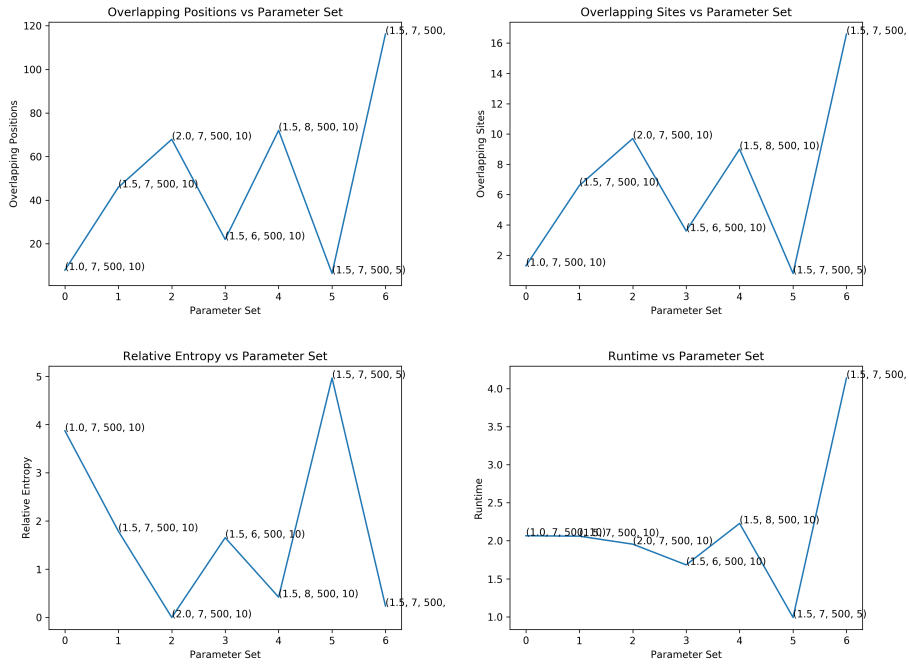 Overlapping Positions vs Parameter Set
120
100
80
60
40
20
Overlapping Positions
(1.0, 7, 500, 10)
(1.5, 7, 500, 10)
(2.0, 7, 500, 10)
(1.5, 6, 500, 10)
(1.5, 8, 500, 10)
(1.5, 7, 500, 5)
(1.5, 7, 500,
0 1 2 3 4 5 6
Parameter Set
Overlapping Sites vs Parameter Set
16
14
12
10
8
6
4
2
Overlapping Sites
(1.0, 7, 500, 10)
(1.5, 7, 500, 10)
(2.0, 7, 500, 10)
(1.5, 6, 500, 10)
(1.5, 8, 500, 10)
(1.5, 7, 500, 5)
(1.5, 7, 500,
0 1 2 3 4 5 6
Parameter Set
Relative Entropy vs Parameter Set
5
4
3
2
1
0
Relative Entropy
(1.0, 7, 500, 10)
(1.5, 7, 500, 10)
(2.0, 7, 500, 10)
(1.5, 6, 500, 10)
(1.5, 8, 500, 10)
(1.5, 7, 500, 5)
(1.5, 7, 500,
0 1 2 3 4 5 6
Parameter Set
Runtime vs Parameter Set
4.0
3.5
3.0
2.5
2.0
1.5
1.0
Runtime
(1.0, 7, 500, 10)
(1.5, 7, 500, 10)
(2.0, 7, 500, 10)
(1.5, 6, 500, 10)
(1.5, 8, 500, 10)
(1.5, 7, 500, 5)
(1.5, 7, 500,
0 1 2 3 4 5 6
Parameter Set